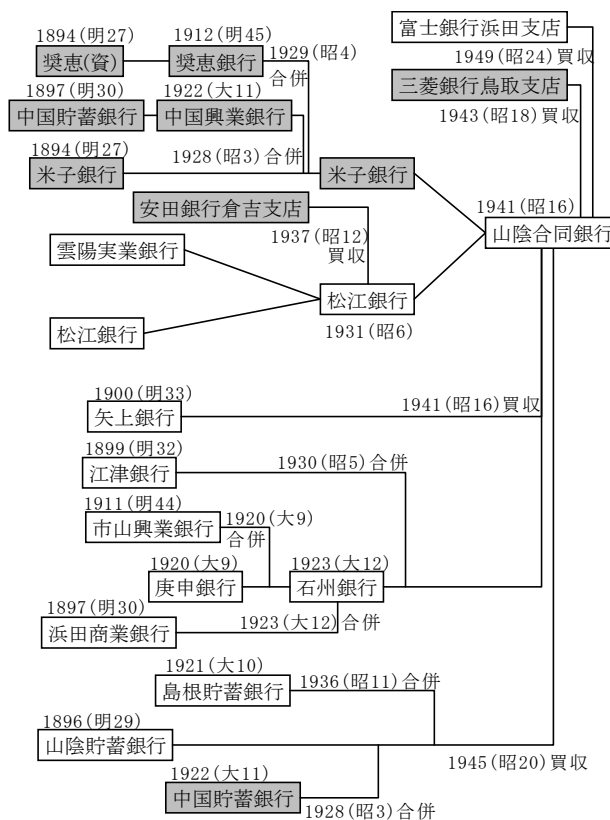 1894(明27)
奨恵(資)
1912(明45)
奨恵銀行
1929(昭4)
合併
1897(明30)
中国貯蓄銀行
1922(大11)
中国興業銀行
1928(昭3)合併
1894(明27)
米子銀行
米子銀行
安田銀行倉吉支店
1937(昭12)
買収
雲陽実業銀行
松江銀行
松江銀行
1931(昭6)
富士銀行浜田支店
1949(昭24)買収
三菱銀行鳥取支店
1943(昭18)買収
1941(昭16)
山陰合同銀行
1900(明33)
矢上銀行
1941(昭16)買収
1899(明32)
江津銀行
1930(昭5)合併
1911(明44)
市山興業銀行
1920(大9)
合併
1920(大9)
庚申銀行
1923(大12)
石州銀行
1897(明30)
浜田商業銀行
1923(大12)合併
1921(大10)
島根貯蓄銀行
1936(昭11)合併
1896(明29)
山陰貯蓄銀行
1945(昭20)買収
1922(大11)
中国貯蓄銀行
1928(昭3)合併